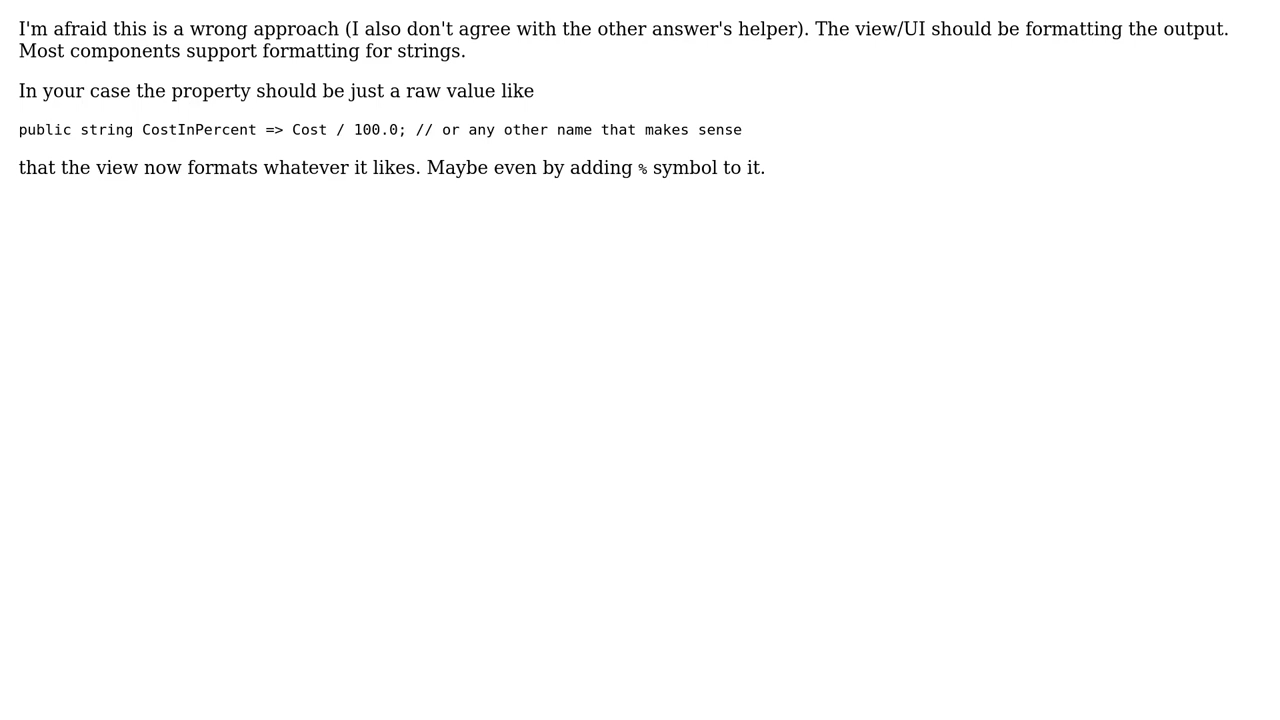 I'm afraid this is a wrong approach (I also don't agree with the other answer's helper). The view/UI should be formatting the output.
Most components support formatting for strings.
In your case the property should be just a raw value like
public string CostInPercent => Cost / 100.0; // or any other name that makes sense
that the view now formats whatever it likes. Maybe even by adding % symbol to it.